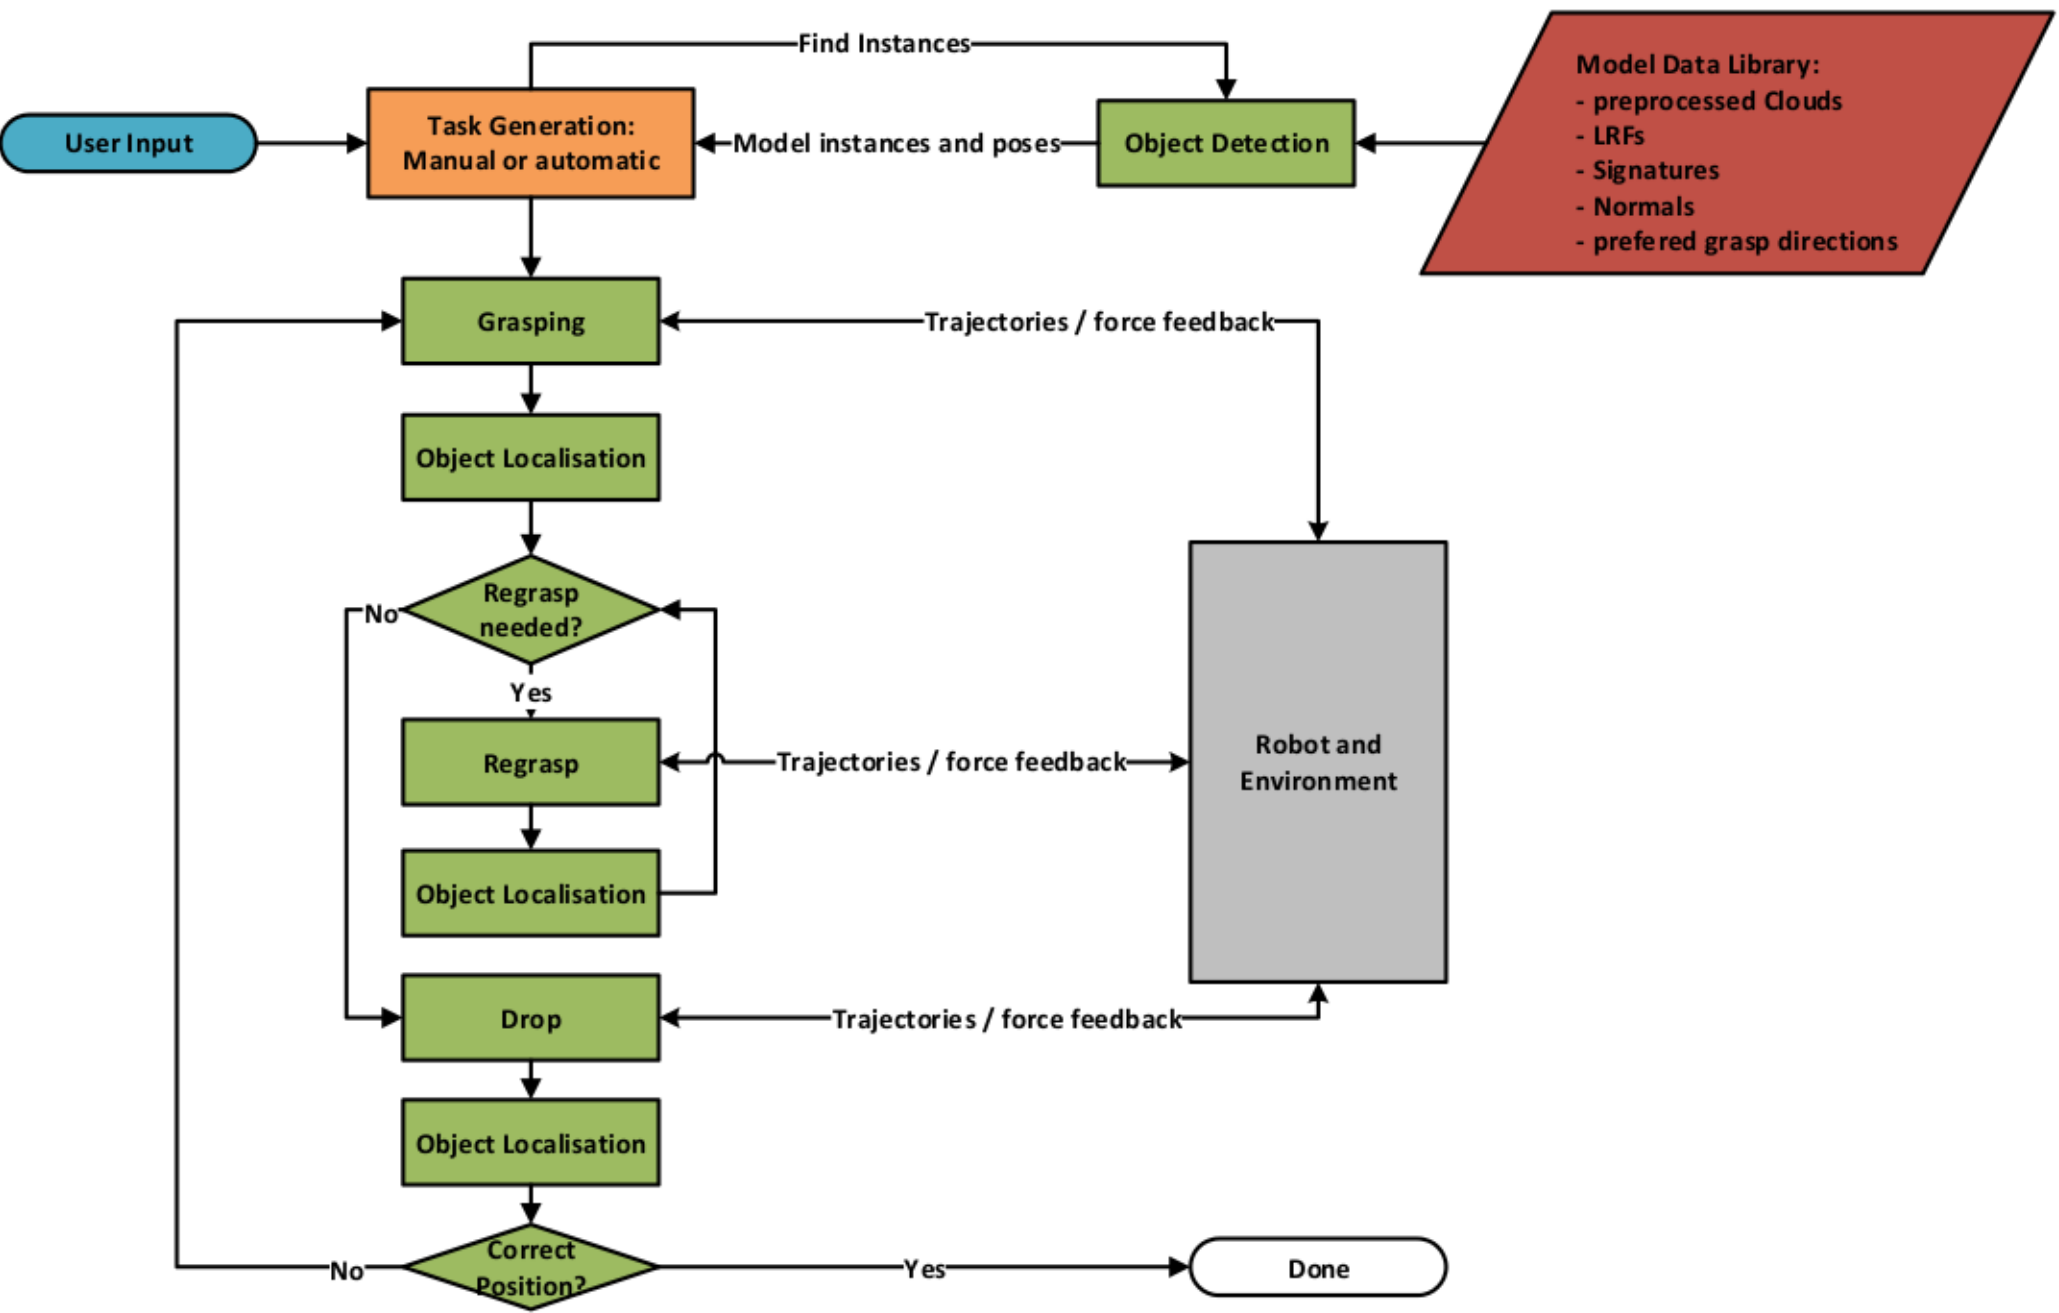 Find Instances
Model Data Library:
- preprocessed Clouds
- LRFs
- Signatures
- Normals
- prefered grasp directions
User Input
Task Generation:
Manual or automatic
Model instances and poses
Object Detection
Grasping
Trajectories / force feedback
Object Localisation
Regrasp
needed?
No
Yes
Regrasp
Trajectories / force feedback
Robot and
Environment
Object Localisation
Drop
Trajectories / force feedback
Object Localisation
Correct
Position?
No
Yes
Done